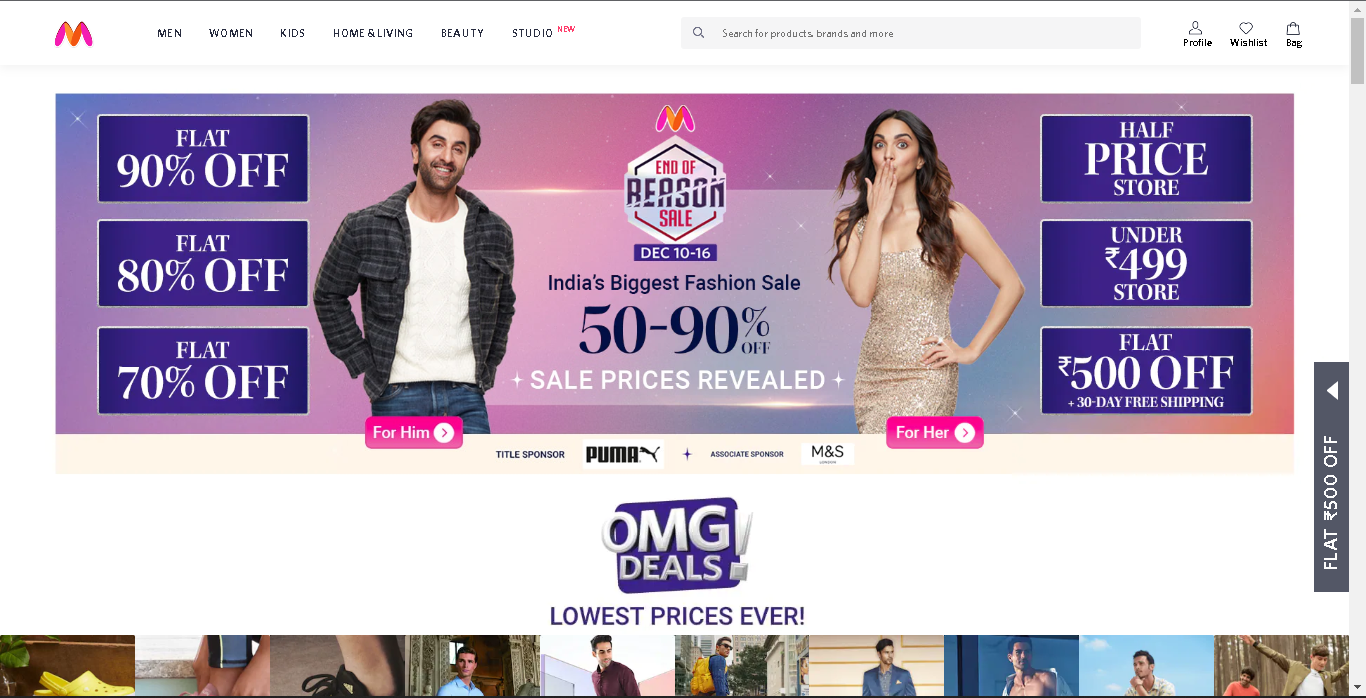 MEN
WOMEN
KIDS
HOME & LIVING
BEAUTY
STUDIO NEW
Search for products, brands and more
Profile
Wishlist
Bag
FLAT
90% OFF
FLAT
80% OFF
FLAT
70% OFF
END OF
REASON
SALE
DEC 10-16
India's Biggest Fashion Sale
50-90%
OFF
SALE PRICES REVEALED
HALF
PRICE
STORE
UNDER
₹499
STORE
FLAT
₹500 OFF
+ 30-DAY FREE SHIPPING
For Him
For Her
TITLE SPONSOR
PUMA
ASSOCIATE SPONSOR
M&S
LONDON
FLAT ₹500 OFF
OMG!
DEALS
LOWEST PRICES EVER!